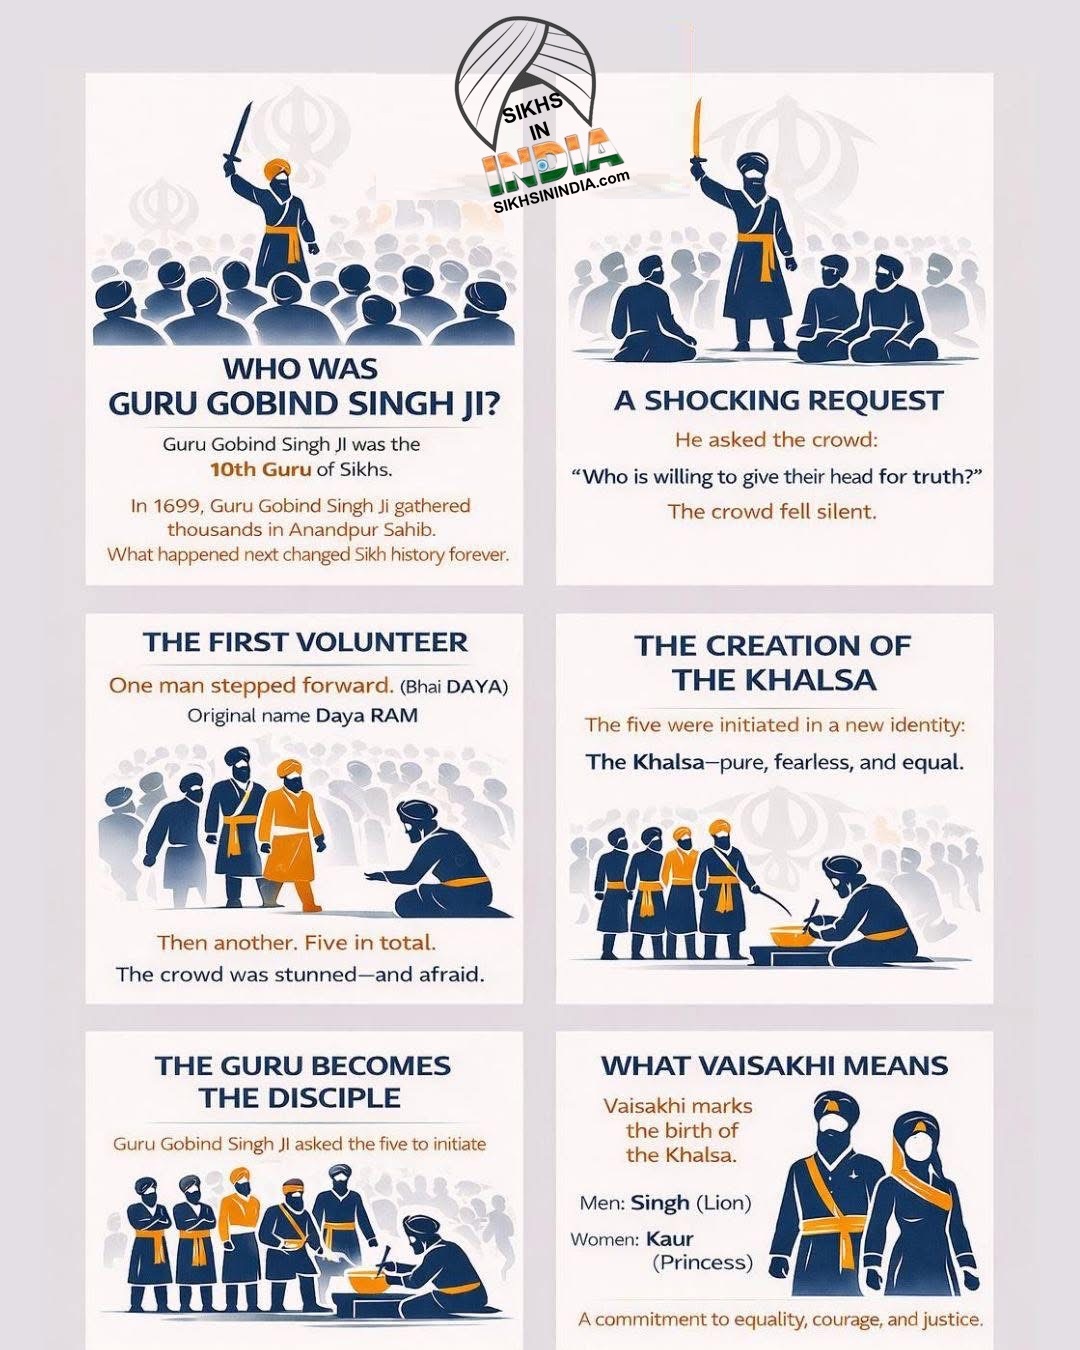 SIKHS
IN
INDIA
SIKHSININDIA.com
WHO WAS
GURU GOBIND SINGH JI?
Guru Gobind Singh JI was the
10th Guru of Sikhs.
In 1699, Guru Gobind Singh Ji gathered
thousands in Anandpur Sahib.
What happened next changed Sikh history forever.
A SHOCKING REQUEST
He asked the crowd:
“Who is willing to give their head for truth?”
The crowd fell silent.
THE FIRST VOLUNTEER
One man stepped forward. (Bhai DAYA)
Original name Daya RAM
Then another. Five in total.
The crowd was stunned—and afraid.
THE CREATION OF
THE KHALSA
The five were initiated in a new identity:
The Khalsa—pure, fearless, and equal.
THE GURU BECOMES
THE DISCIPLE
Guru Gobind Singh JI asked the five to initiate
WHAT VAISAKHI MEANS
Vaisakhi marks
the birth of
the Khalsa.
Men: Singh (Lion)
Women: Kaur
(Princess)
A commitment to equality, courage, and justice.